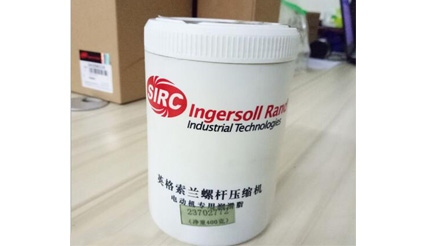 SIRC
Ingersoll Rand
Industrial Technologies
英格索兰螺杆压缩机
电动机专用润滑脂
23702772